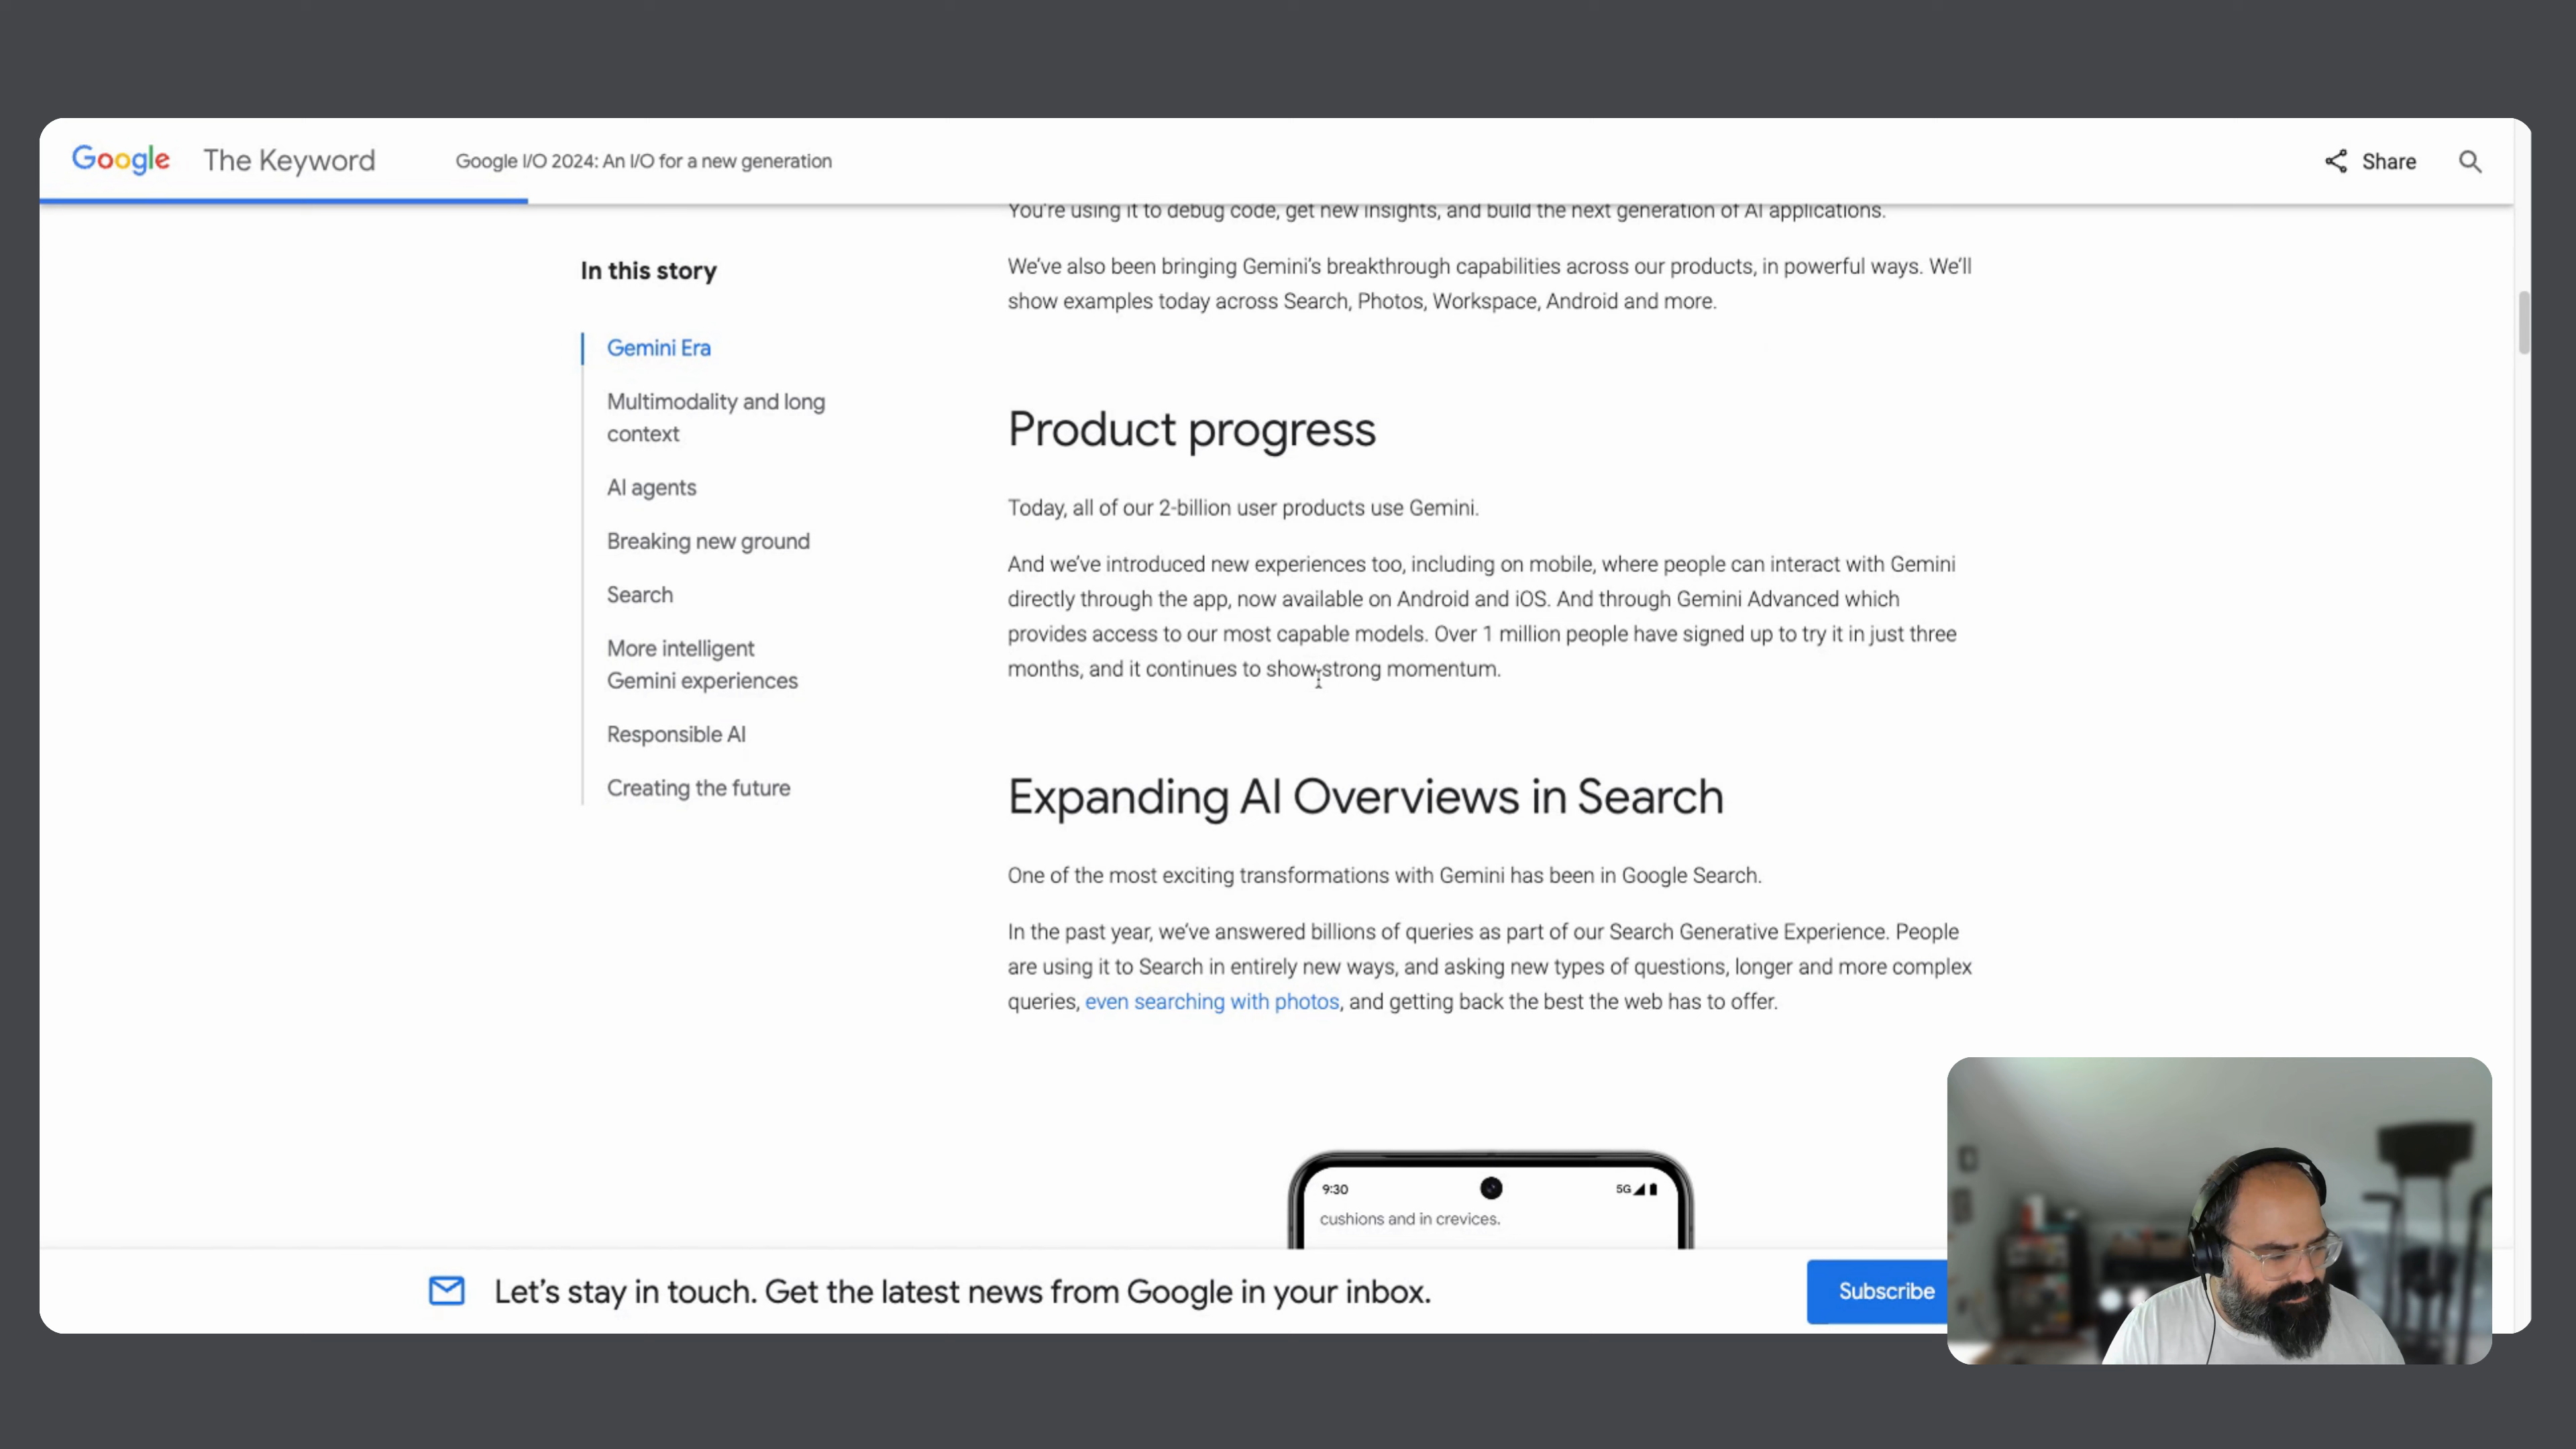 Google The Keyword Google I/O 2024: An I/O for a new generation Share
You're using it to debug code, get new insights, and build the next generation of AI applications.
We've also been bringing Gemini's breakthrough capabilities across our products, in powerful ways. We'll
show examples today across Search, Photos, Workspace, Android and more.
In this story
Gemini Era
Multimodality and long
context
AI agents
Breaking new ground
Search
More intelligent
Gemini experiences
Responsible AI
Creating the future
Product progress
Today, all of our 2-billion user products use Gemini.
And we've introduced new experiences too, including on mobile, where people can interact with Gemini
directly through the app, now available on Android and iOS. And through Gemini Advanced which
provides access to our most capable models. Over 1 million people have signed up to try it in just three
months, and it continues to show strong momentum.
Expanding AI Overviews in Search
One of the most exciting transformations with Gemini has been in Google Search.
In the past year, we've answered billions of queries as part of our Search Generative Experience. People
are using it to Search in entirely new ways, and asking new types of questions, longer and more complex
queries, even searching with photos, and getting back the best the web has to offer.
9:30 5G
cushions and in crevices.
Let's stay in touch. Get the latest news from Google in your inbox. Subscribe